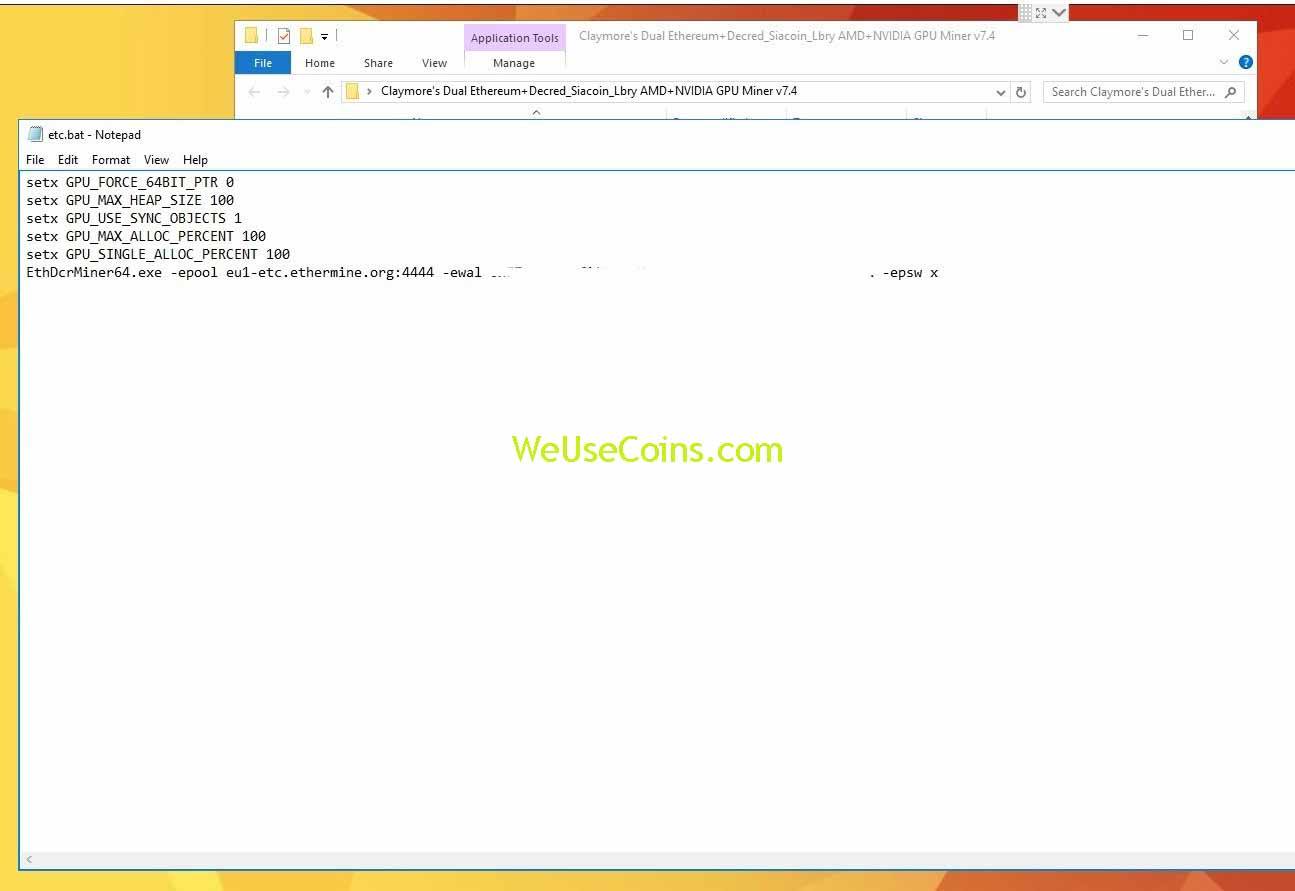 Application Tools
Claymore's Dual Ethereum+Decred_Siacoin_Lbry AMD+NVIDIA GPU Miner v7.4
File Home Share View Manage
Claymore's Dual Ethereum+Decred_Siacoin_Lbry AMD+NVIDIA GPU Miner v7.4
Search Claymore's Dual Ether...
etc.bat - Notepad
File Edit Format View Help
setx GPU_FORCE_64BIT_PTR 0
setx GPU_MAX_HEAP_SIZE 100
setx GPU_USE_SYNC_OBJECTS 1
setx GPU_MAX_ALLOC_PERCENT 100
setx GPU_SINGLE_ALLOC_PERCENT 100
EthDcrMiner64.exe -epool eu1-etc.ethermine.org:4444 -ewal . -epsw x
WeUseCoins.com